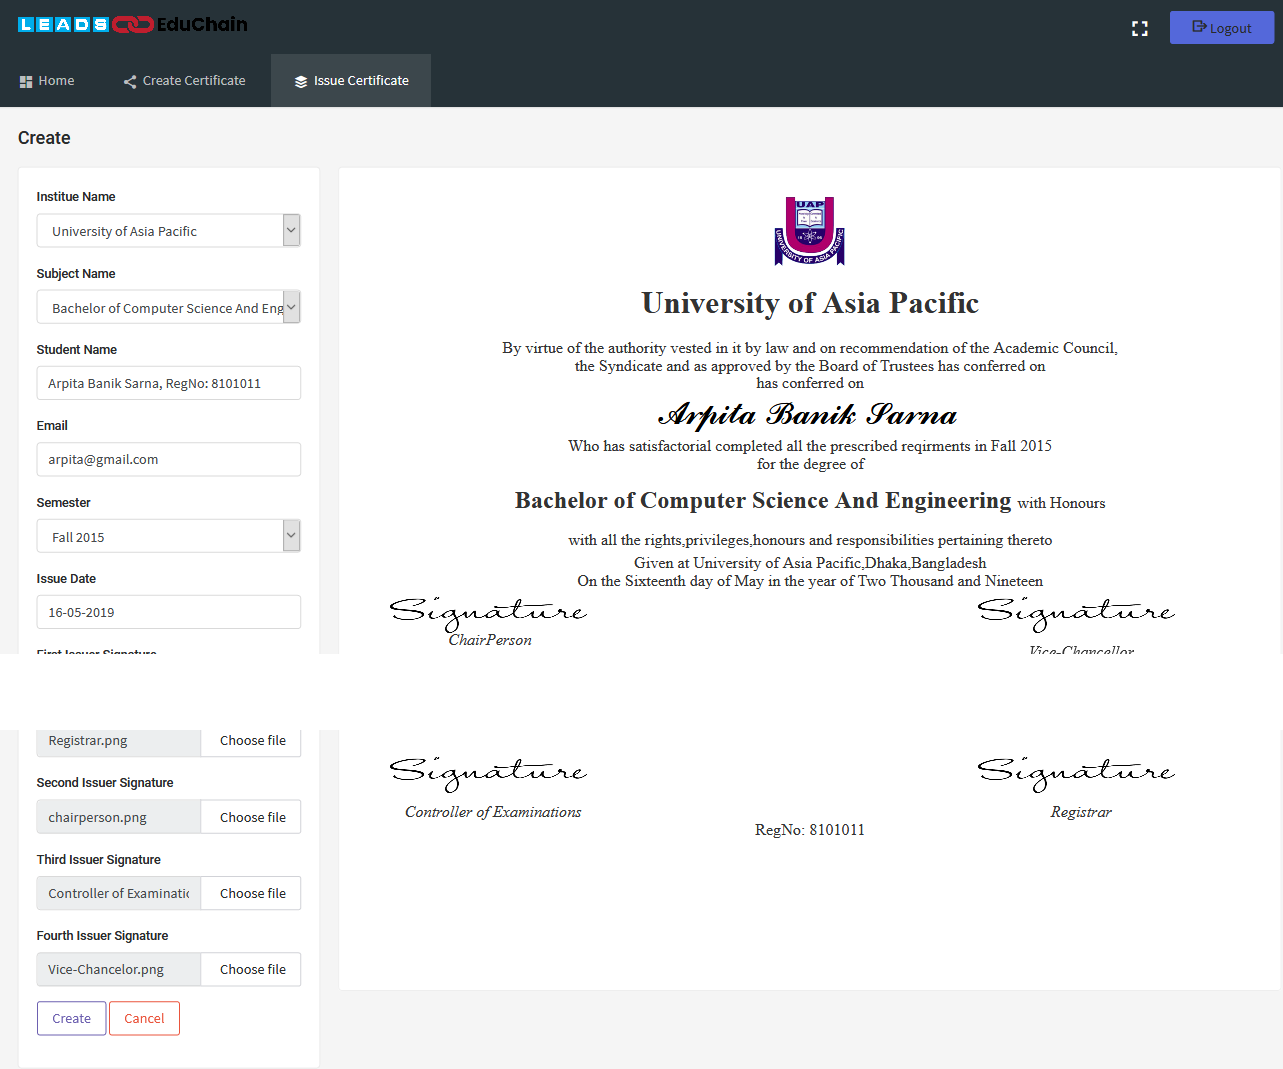 LEADS EduChain
Logout
Home
Create Certificate
Issue Certificate
Create
Institue Name
University of Asia Pacific
Subject Name
Bachelor of Computer Science And Eng
Student Name
Arpita Banik Sarna, RegNo: 8101011
Email
arpita@gmail.com
Semester
Fall 2015
Issue Date
16-05-2019
First Issuer Signature
Registrar.png
Choose file
Second Issuer Signature
chairperson.png
Choose file
Third Issuer Signature
Controller of Examinatic
Choose file
Fourth Issuer Signature
Vice-Chancelor.png
Choose file
Create
Cancel
UAP
UNIVERSITY OF ASIA PACIFIC
University of Asia Pacific
By virtue of the authority vested in it by law and on recommendation of the Academic Council,
the Syndicate and as approved by the Board of Trustees has conferred on
has conferred on
Arpita Banik Sarna
Who has satisfactorial completed all the prescribed reqirments in Fall 2015
for the degree of
Bachelor of Computer Science And Engineering with Honours
with all the rights,privileges,honours and responsibilities pertaining thereto
Given at University of Asia Pacific,Dhaka,Bangladesh
On the Sixteenth day of May in the year of Two Thousand and Nineteen
Signature
ChairPerson
Signature
Vice-Chancellor
Signature
Controller of Examinations
Signature
Registrar
RegNo: 8101011